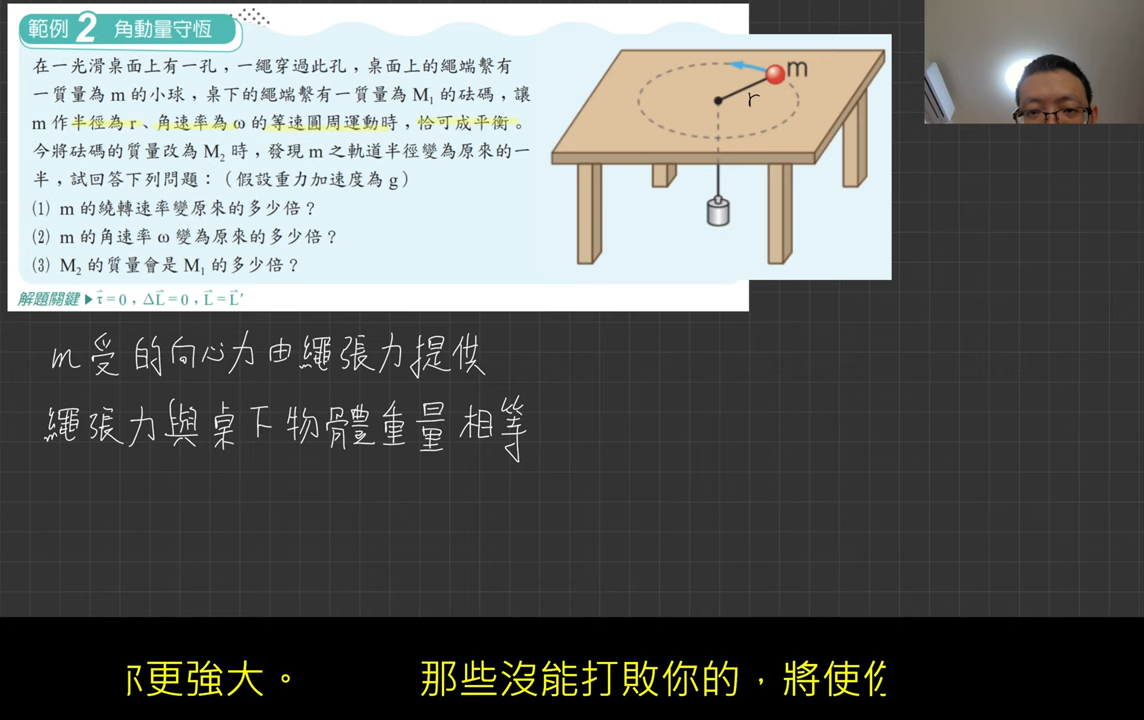 範例 2 角動量守恆
在一光滑桌面上有一孔，一繩穿過此孔，桌面上的繩端繫有
一質量為 m 的小球，桌下的繩端繫有一質量為 M₁ 的砝碼，讓
m 作半徑為 r、角速率為 ω 的等速圓周運動時，恰可成平衡。
今將砝碼的質量改為 M₂ 時，發現 m 之軌道半徑變為原來的一
半，試回答下列問題：（假設重力加速度為 g）
⑴ m 的繞轉速率變原來的多少倍？
⑵ m 的角速率 ω 變為原來的多少倍？
⑶ M₂ 的質量會是 M₁ 的多少倍？
解題關鍵▶τ⃗＝0，ΔL⃗＝0，L⃗＝L⃗′
m
r
m受的向心力由繩張力提供
繩張力與桌下物體重量相等
更強大。 那些沒能打敗你的，將使